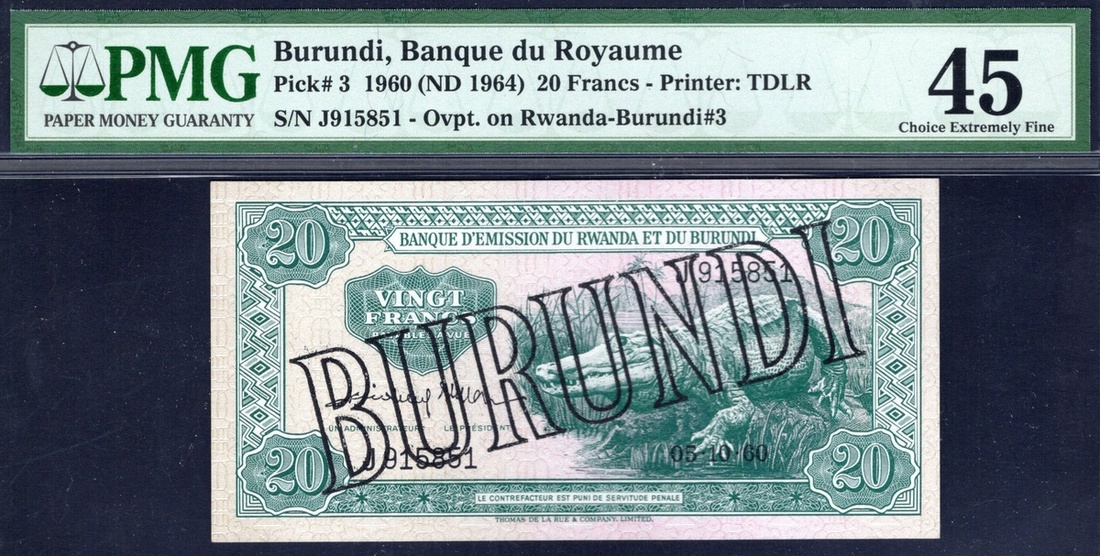 PMG
PAPER MONEY GUARANTY
Burundi, Banque du Royaume
Pick# 3 1960 (ND 1964) 20 Francs - Printer: TDLR
S/N J915851 - Ovpt. on Rwanda-Burundi#3
45
Choice Extremely Fine
20
BANQUE D'EMISSION DU RWANDA ET DU BURUNDI
20
J915851
VINGT
FRANCS
BURUNDI
UN ADMINISTRATEUR LE PRÉSIDENT
20
J915851
05-10-60
20
LE CONTREFACTEUR EST PUNI DE SERVITUDE PENALE
THOMAS DE LA RUE & COMPANY, LIMITED.